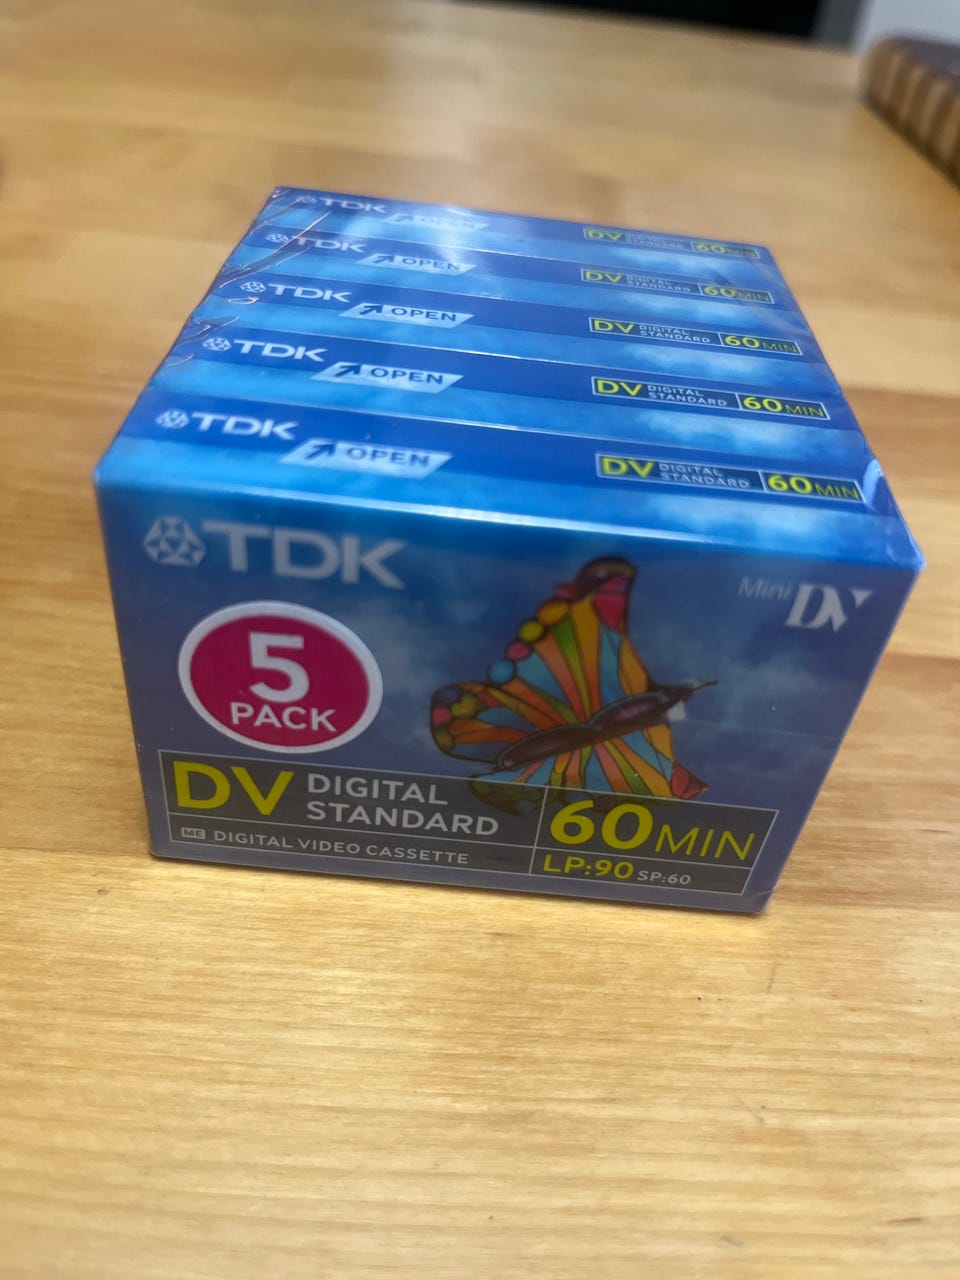 TDK OPEN DV DIGITAL STANDARD 60MIN
TDK OPEN DV DIGITAL STANDARD 60MIN
TDK OPEN DV DIGITAL STANDARD 60MIN
TDK OPEN DV DIGITAL STANDARD 60MIN
TDK OPEN DV DIGITAL STANDARD 60MIN
TDK
Mini DV
5
PACK
DV DIGITAL STANDARD
60MIN
ME DIGITAL VIDEO CASSETTE
LP:90 SP:60